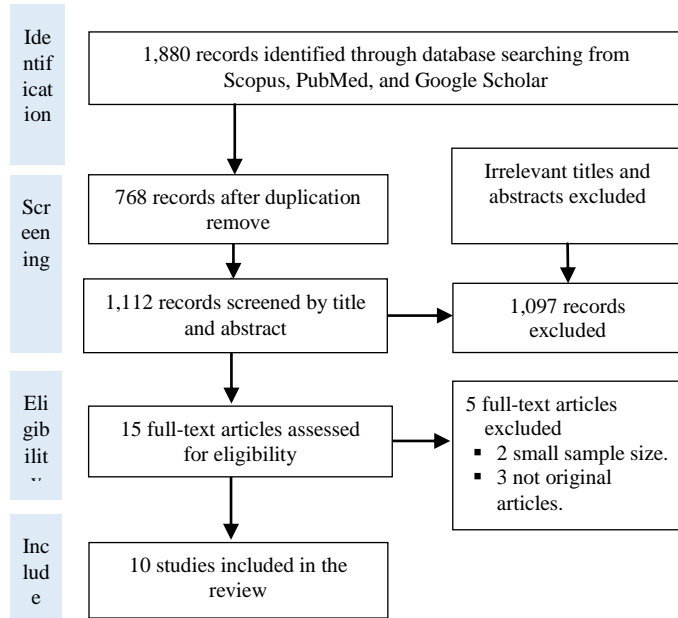 Ide
ntif
icat
ion
1,880 records identified through database searching from
Scopus, PubMed, and Google Scholar
Scr
een
ing
768 records after duplication
remove
Irrelevant titles and
abstracts excluded
1,112 records screened by title
and abstract
1,097 records
excluded
Eli
gib
ilit
y
15 full-text articles assessed
for eligibility
5 full-text articles
excluded
▪ 2 small sample size.
▪ 3 not original
articles.
Inc
lud
e
10 studies included in the
review